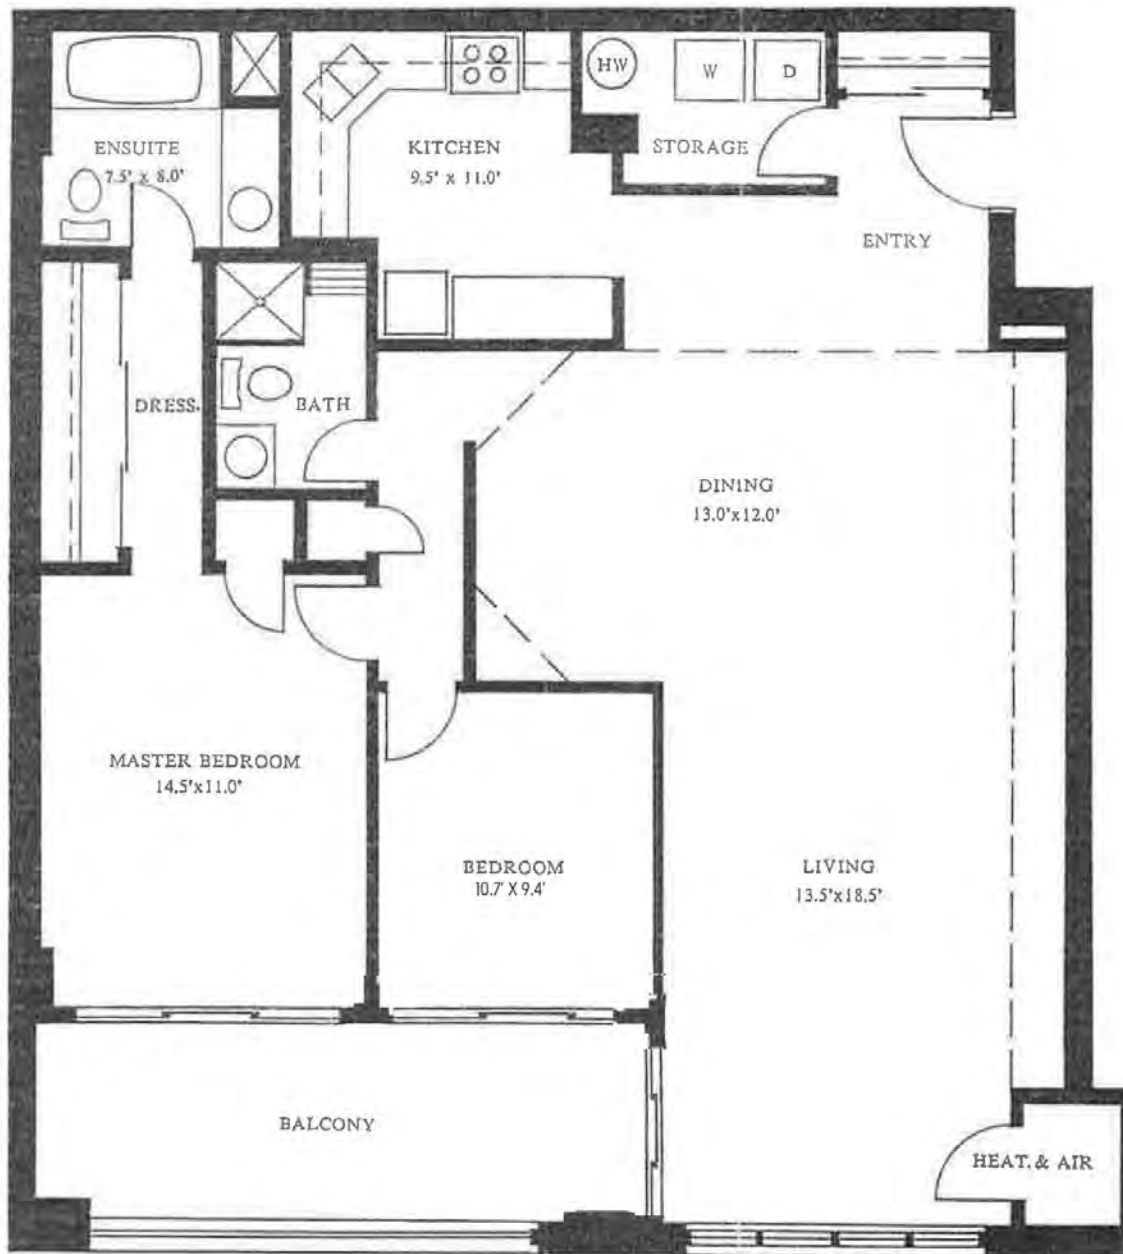 HW
W
D
ENSUITE
7.5' x 8.0'
KITCHEN
9.5' x 11.0'
STORAGE
ENTRY
DRESS.
BATH
DINING
13.0'x12.0'
MASTER BEDROOM
14.5'x11.0'
BEDROOM
10.7' X 9.4'
LIVING
13.5'x18.5'
BALCONY
HEAT. & AIR